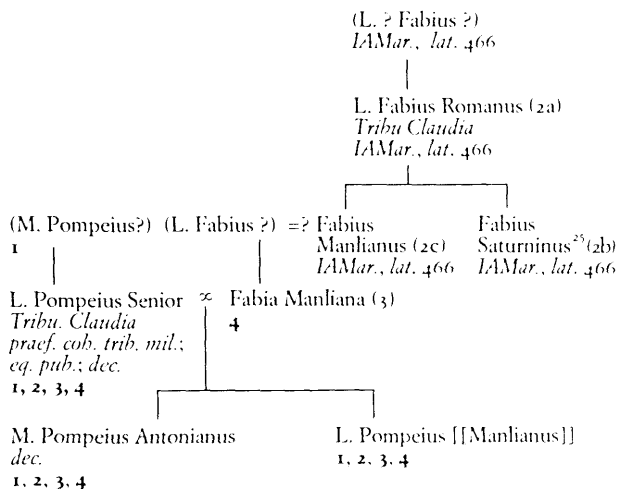 (L. ? Fabius ?)
IAMar., lat. 466
L. Fabius Romanus (2a)
Tribu Claudia
IAMar., lat. 466
(M. Pompeius?) (L. Fabius ?) =? Fabius Fabius
1 Manlianus (2c) Saturninus²⁵(2b)
IAMar., lat. 466 IAMar., lat. 466
L. Pompeius Senior ∞ Fabia Manliana (3)
Tribu. Claudia 4
praef. coh. trib. mil.;
eq. pub.; dec.
1, 2, 3, 4
M. Pompeius Antonianus L. Pompeius [[Manlianus]]
dec. 1, 2, 3, 4
1, 2, 3, 4